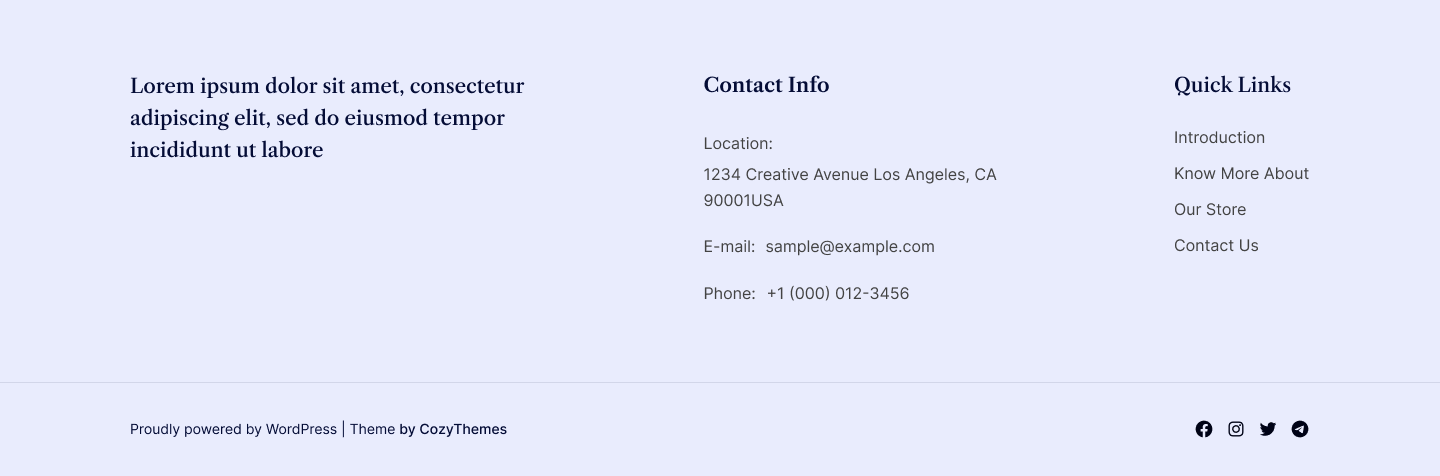 Lorem ipsum dolor sit amet, consectetur
adipiscing elit, sed do eiusmod tempor
incididunt ut labore
Contact Info
Location:
1234 Creative Avenue Los Angeles, CA
90001USA
E-mail: sample@example.com
Phone: +1 (000) 012-3456
Quick Links
Introduction
Know More About
Our Store
Contact Us
Proudly powered by WordPress | Theme by CozyThemes